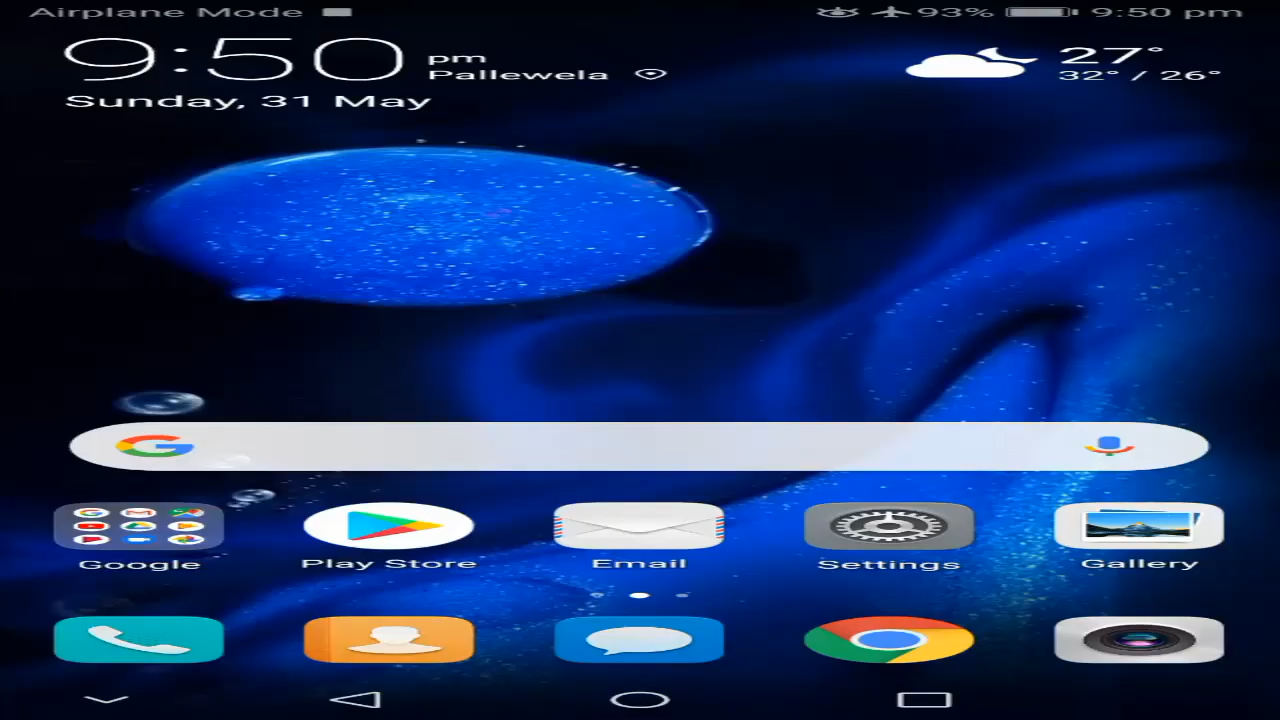 Airplane Mode 93% 9:50 pm
9:50 pm
Pallewela
Sunday, 31 May
27°
32° / 26°
Google Play Store Email Settings Gallery